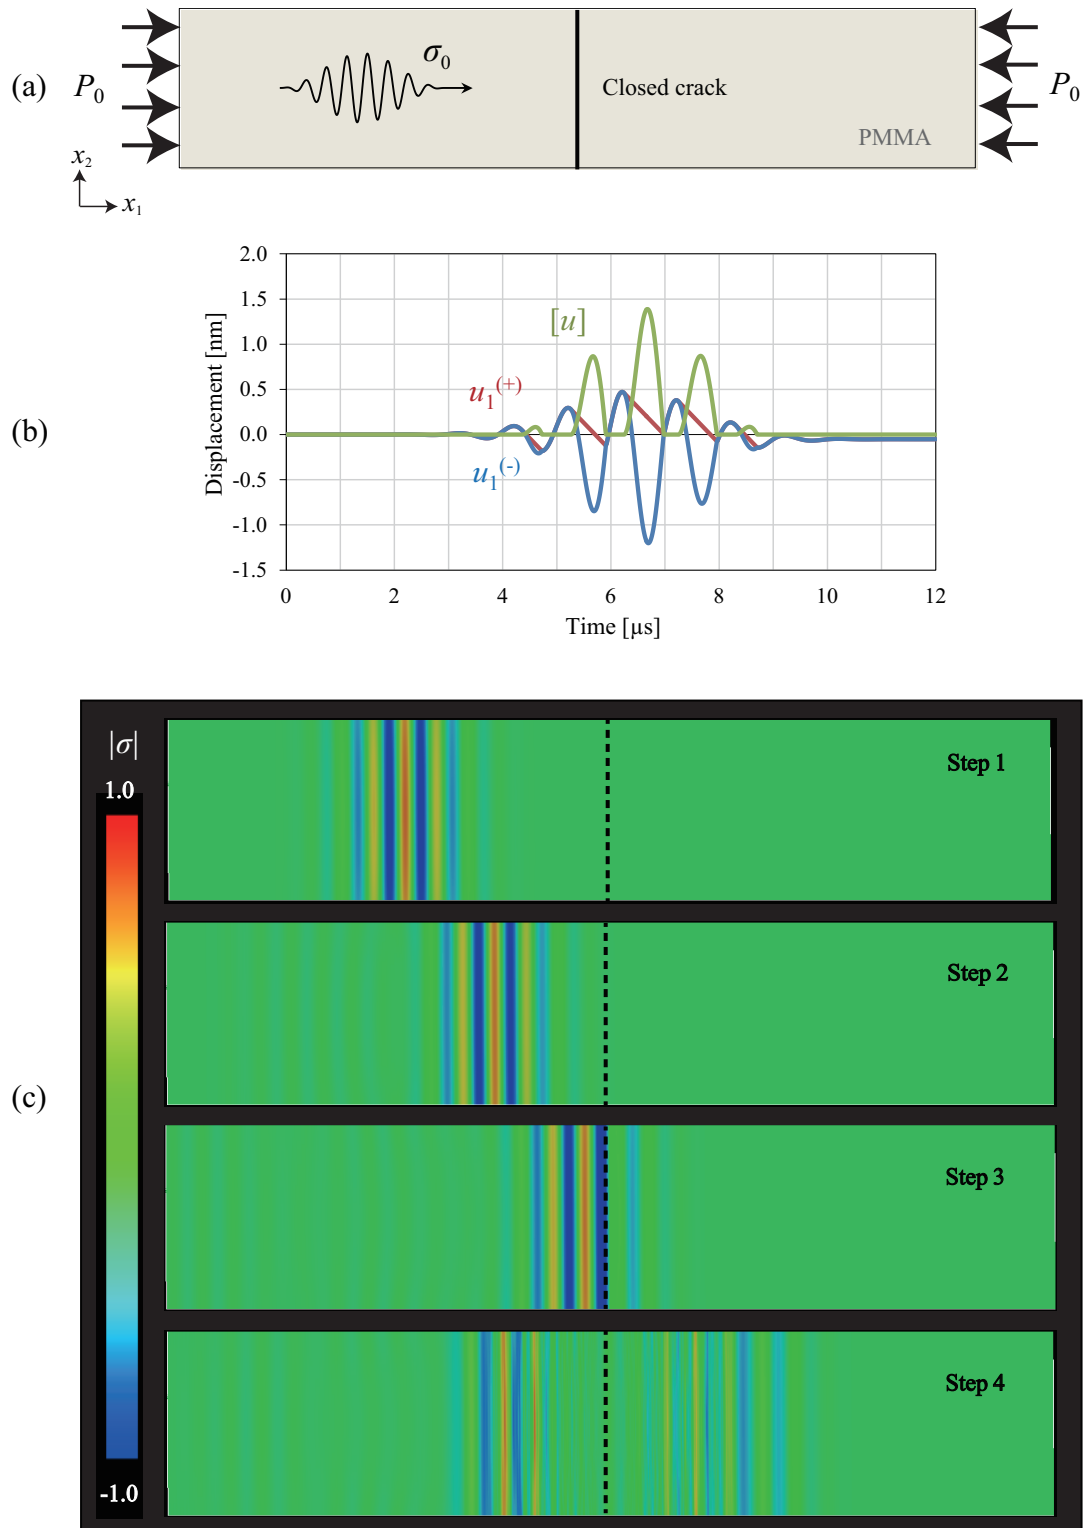 (a)
P₀
σ₀
Closed crack
PMMA
P₀
x₂
x₁
(b)
Displacement [nm]
2.0
1.5
1.0
0.5
0.0
-0.5
-1.0
-1.5
[u]
u₁⁽⁺⁾
u₁⁽⁻⁾
0 2 4 6 8 10 12
Time [µs]
(c)
|σ|
1.0
-1.0
Step 1
Step 2
Step 3
Step 4